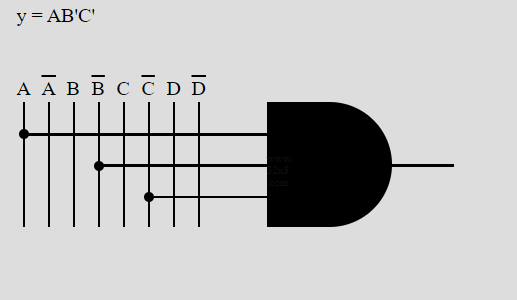 y = AB'C'
A A̅ B B̅ C C̅ D D̅